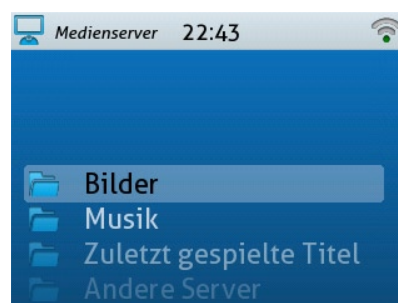 Medienserver 22:43
Bilder
Musik
Zuletzt gespielte Titel
Andere Server